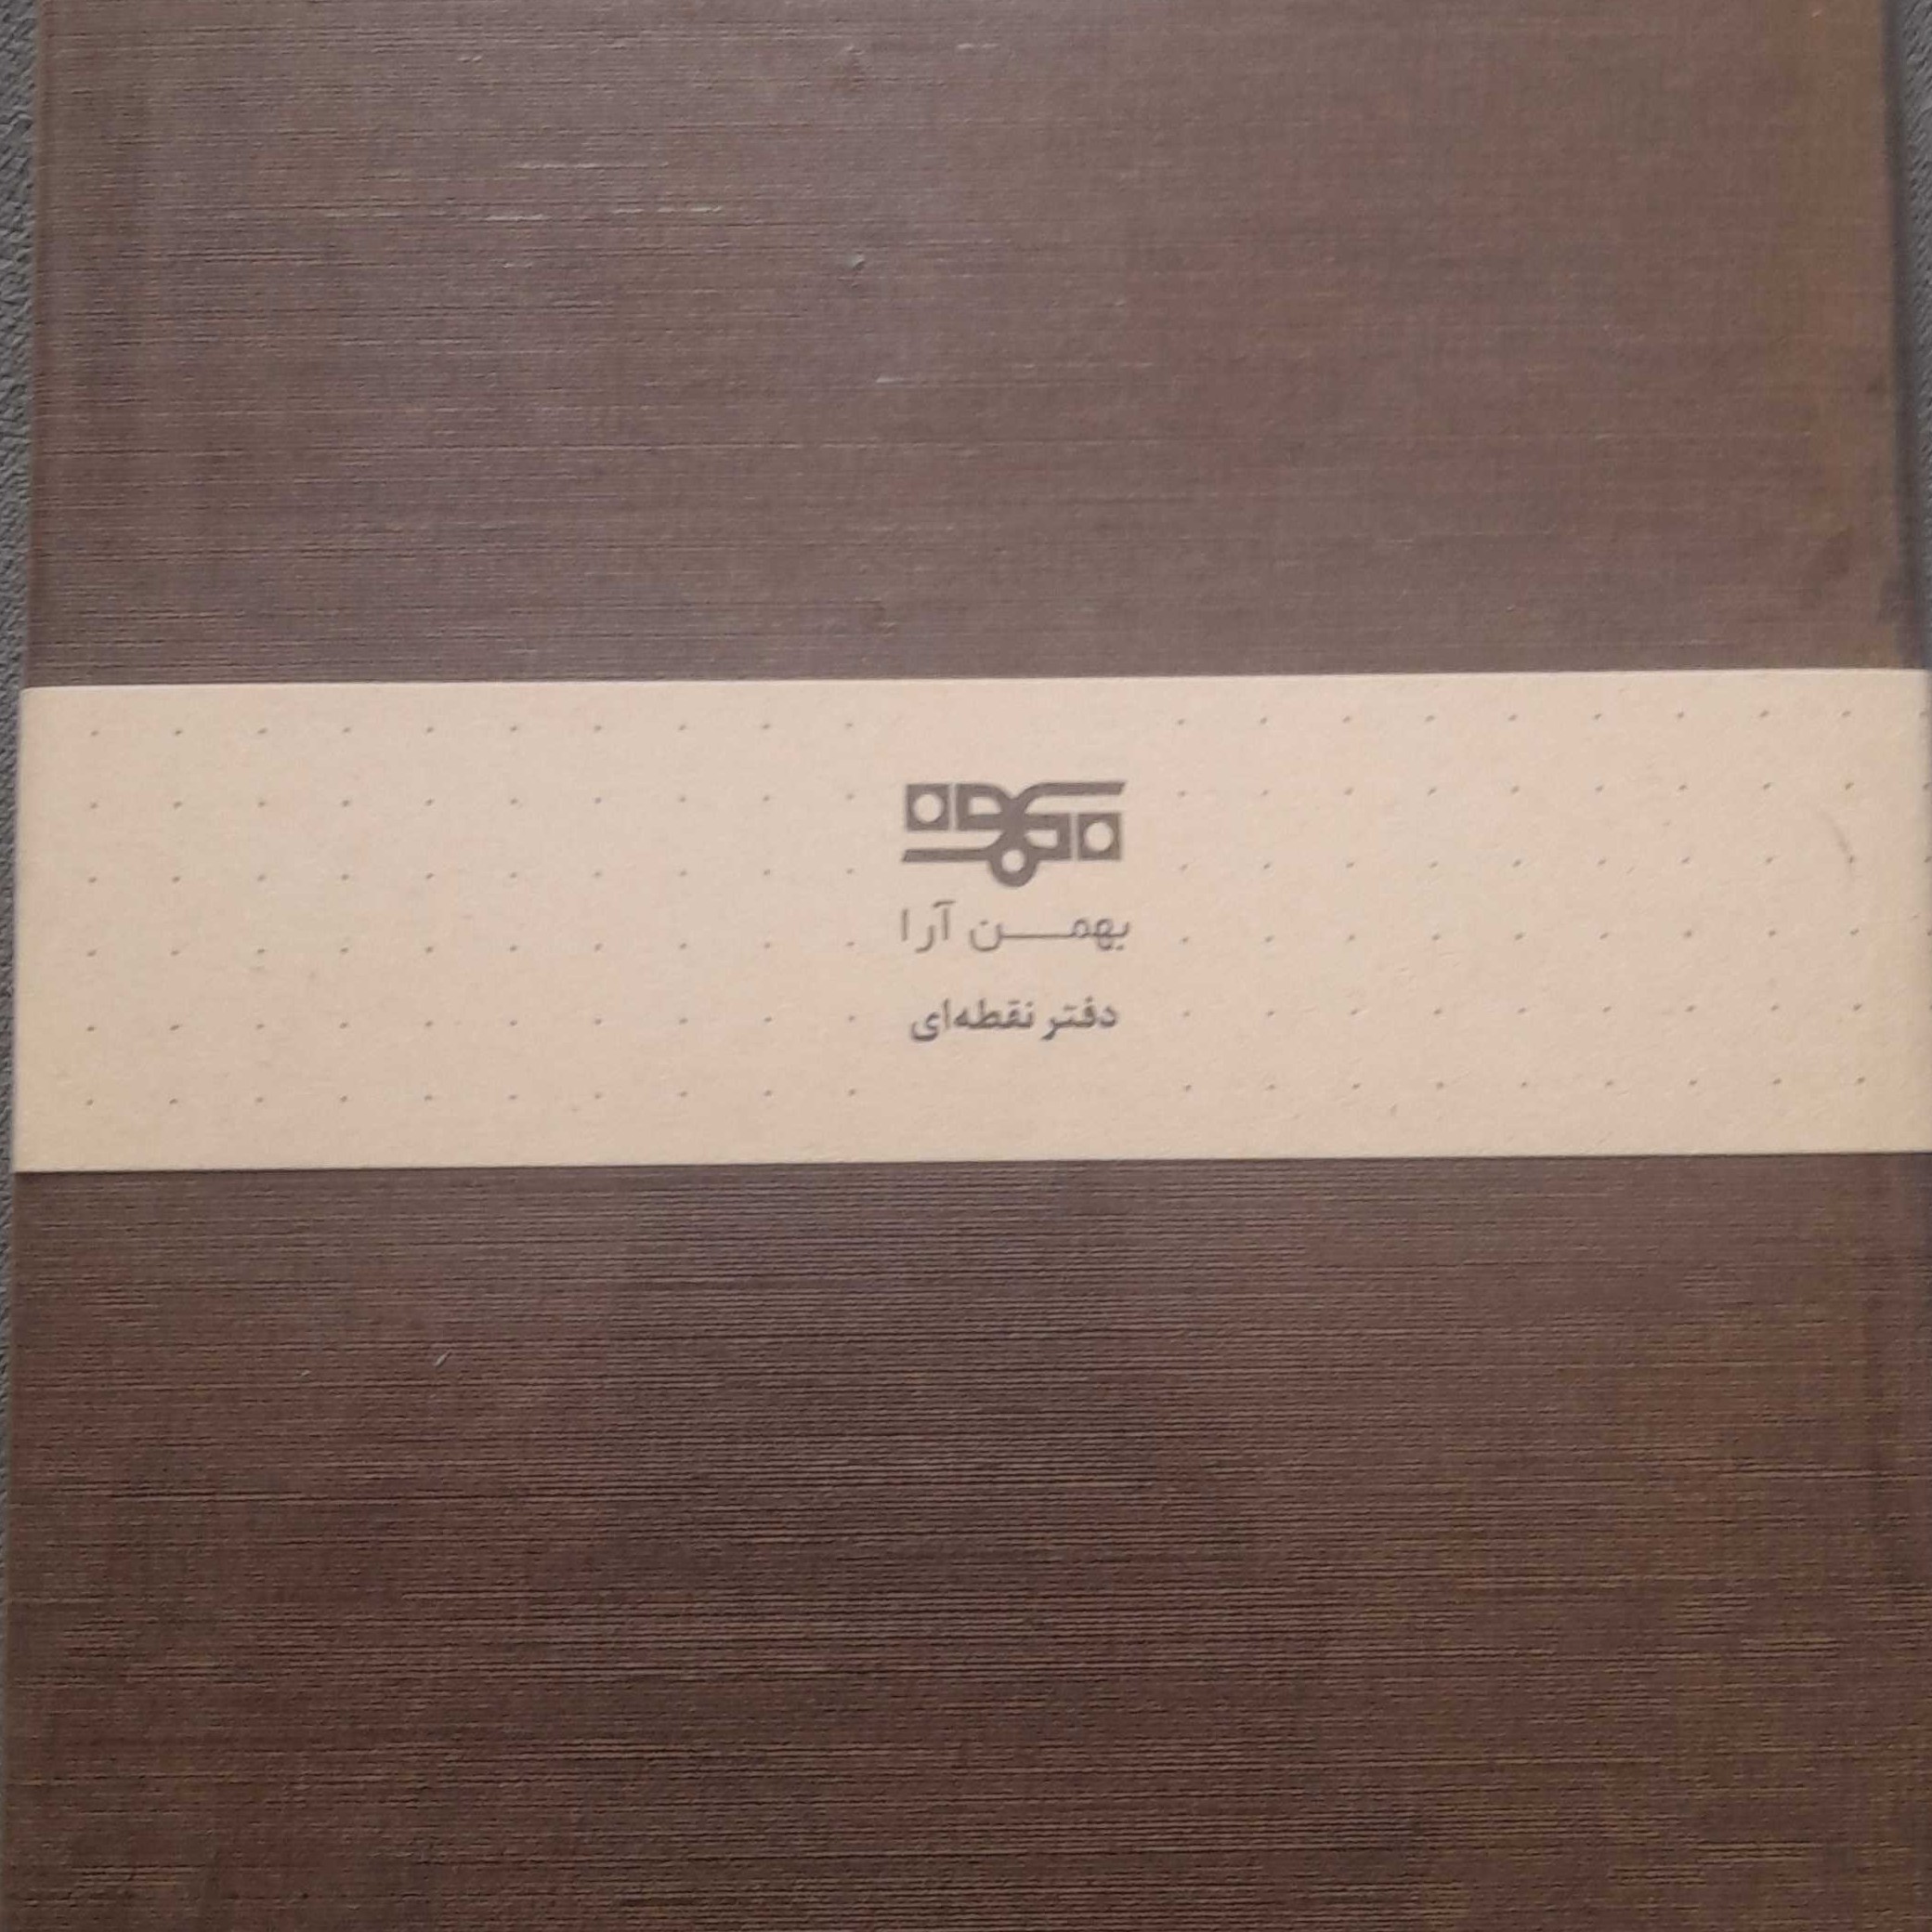 بهمن آرا
دفتر نقطه‌ای